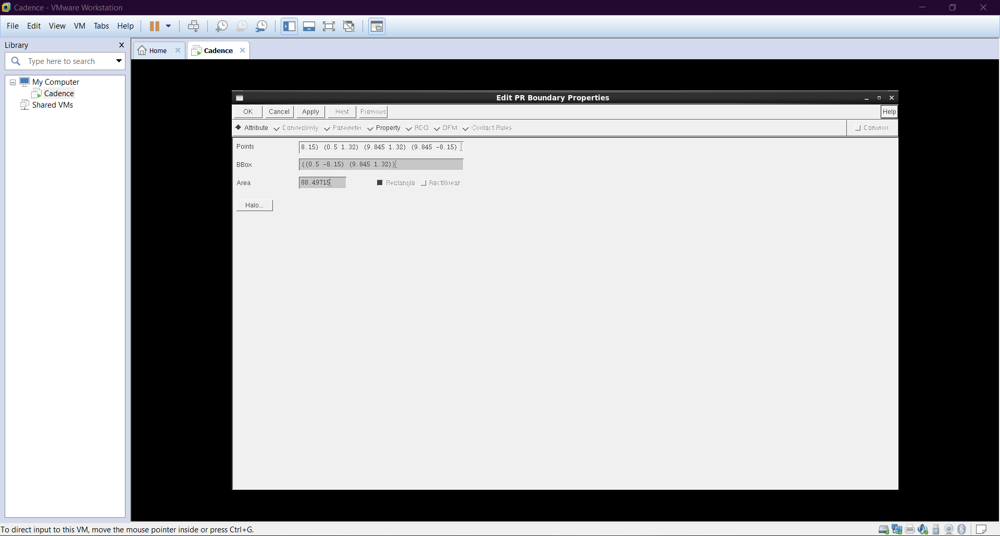 Cadence - VMware Workstation
File Edit View VM Tabs Help
Library X
Type here to search
Home
Cadence
My Computer
Cadence
Shared VMs
Edit PR Boundary Properties
OK Cancel Apply Next Previous Help
Attribute Connectivity Parameter Property ROD DFM Contact Rules Common
Points 8.15) (0.5 1.32) (9.845 1.32) (9.845 -8.15)
BBox ((0.5 -8.15) (9.845 1.32))
Area 88.49715 Rectangle Rectilinear
Halo...
To direct input to this VM, move the mouse pointer inside or press Ctrl+G.